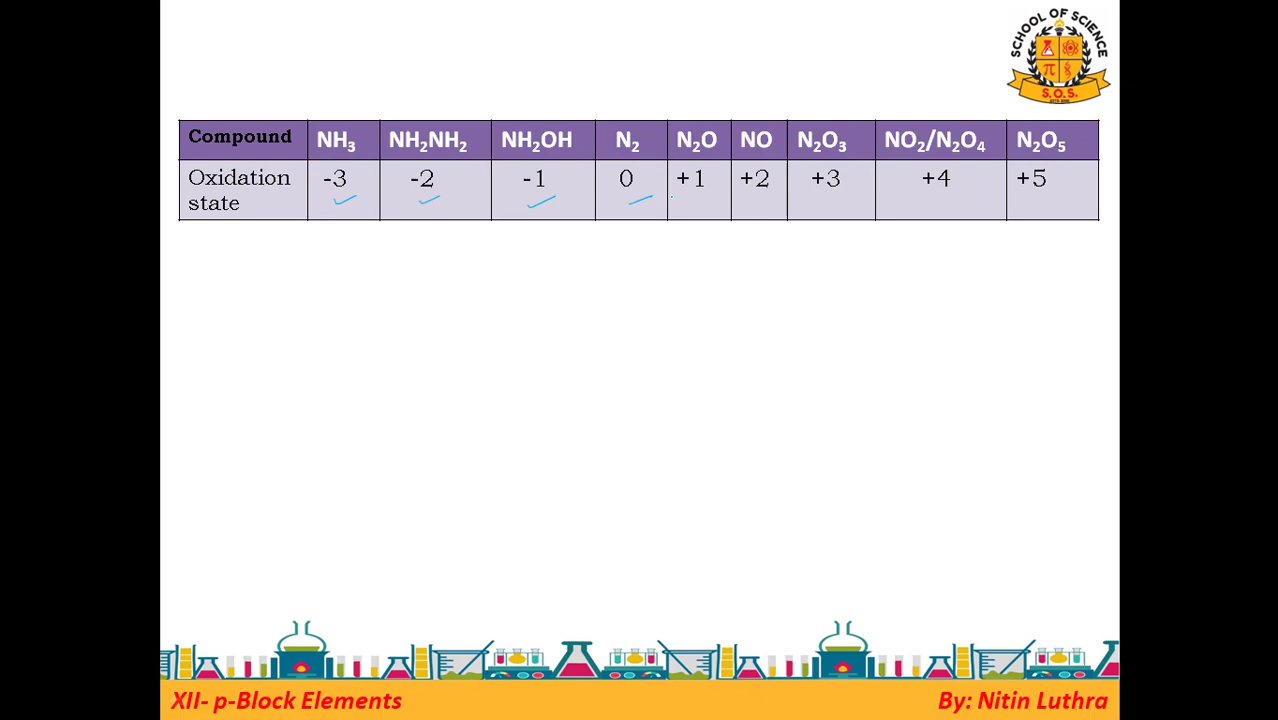 SCHOOL OF SCIENCE
π
S.O.S.
Compound NH₃ NH₂NH₂ NH₂OH N₂ N₂O NO N₂O₃ NO₂/N₂O₄ N₂O₅
Oxidation state -3 -2 -1 0 +1 +2 +3 +4 +5
XII- p-Block Elements
By: Nitin Luthra